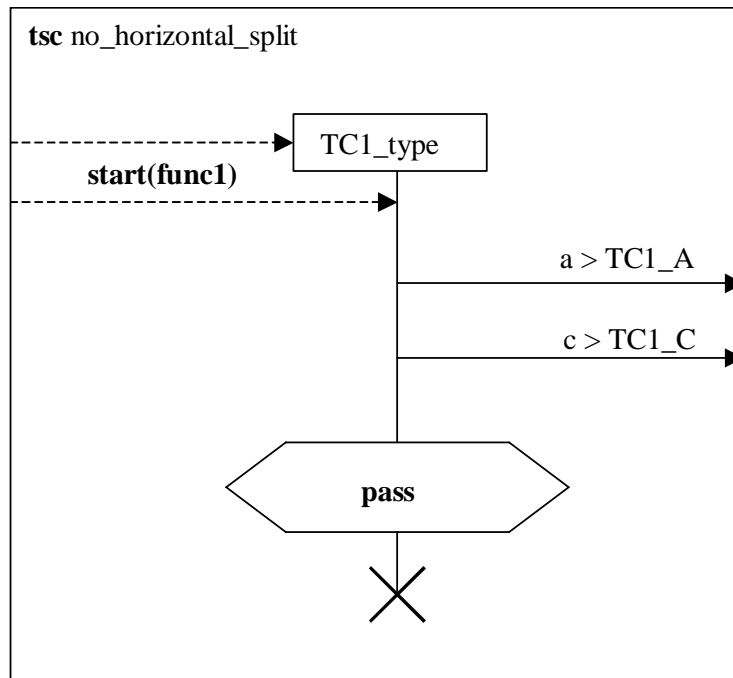 tsc no_horizontal_split
TC1_type
start(func1)
a > TC1_A
c > TC1_C
pass